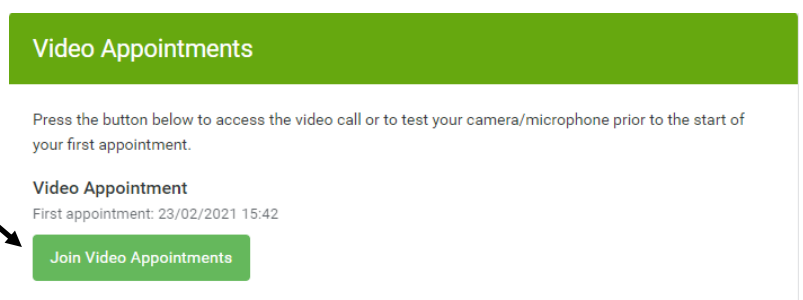 Video Appointments
Press the button below to access the video call or to test your camera/microphone prior to the start of
your first appointment.
Video Appointment
First appointment: 23/02/2021 15:42
Join Video Appointments